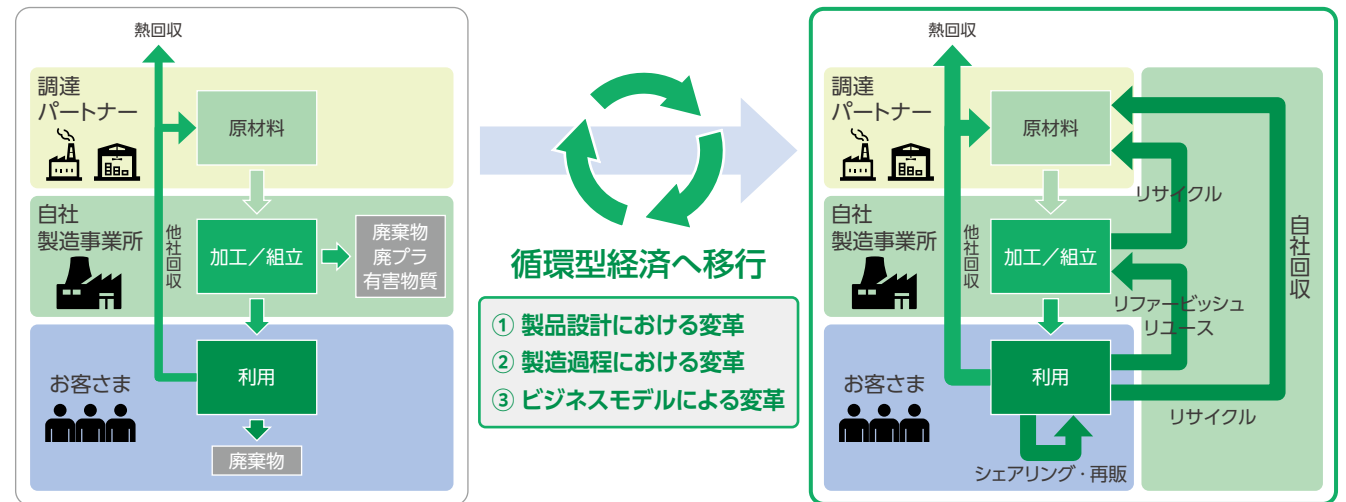 熱回収
調達
パートナー
原材料
自社
製造事業所
他社回収
加工／組立
廃棄物
廃プラ
有害物質
お客さま
利用
廃棄物
循環型経済へ移行
① 製品設計における変革
② 製造過程における変革
③ ビジネスモデルによる変革
熱回収
調達
パートナー
原材料
リサイクル
自社
製造事業所
他社回収
加工／組立
自社回収
リファービッシュ
リユース
お客さま
利用
リサイクル
シェアリング・再販